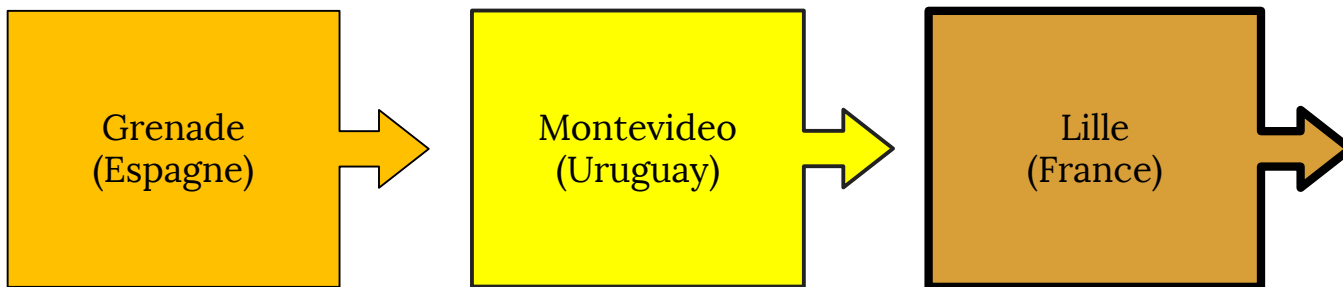 Grenade
(Espagne)
Montevideo
(Uruguay)
Lille
(France)